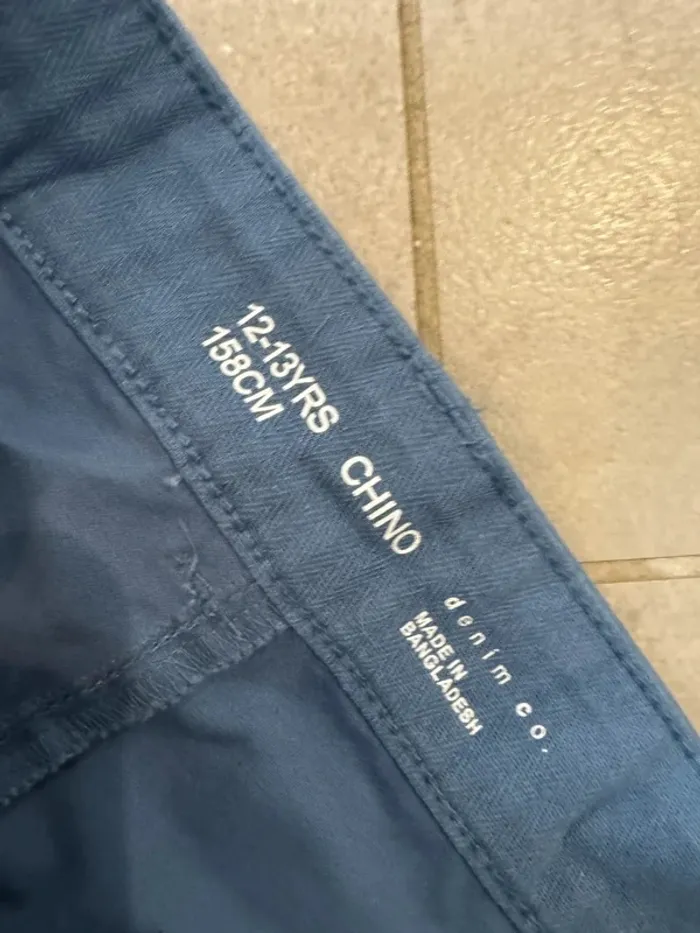 12-13YRS
158CM
CHINO
denim co.
MADE IN
BANGLADESH